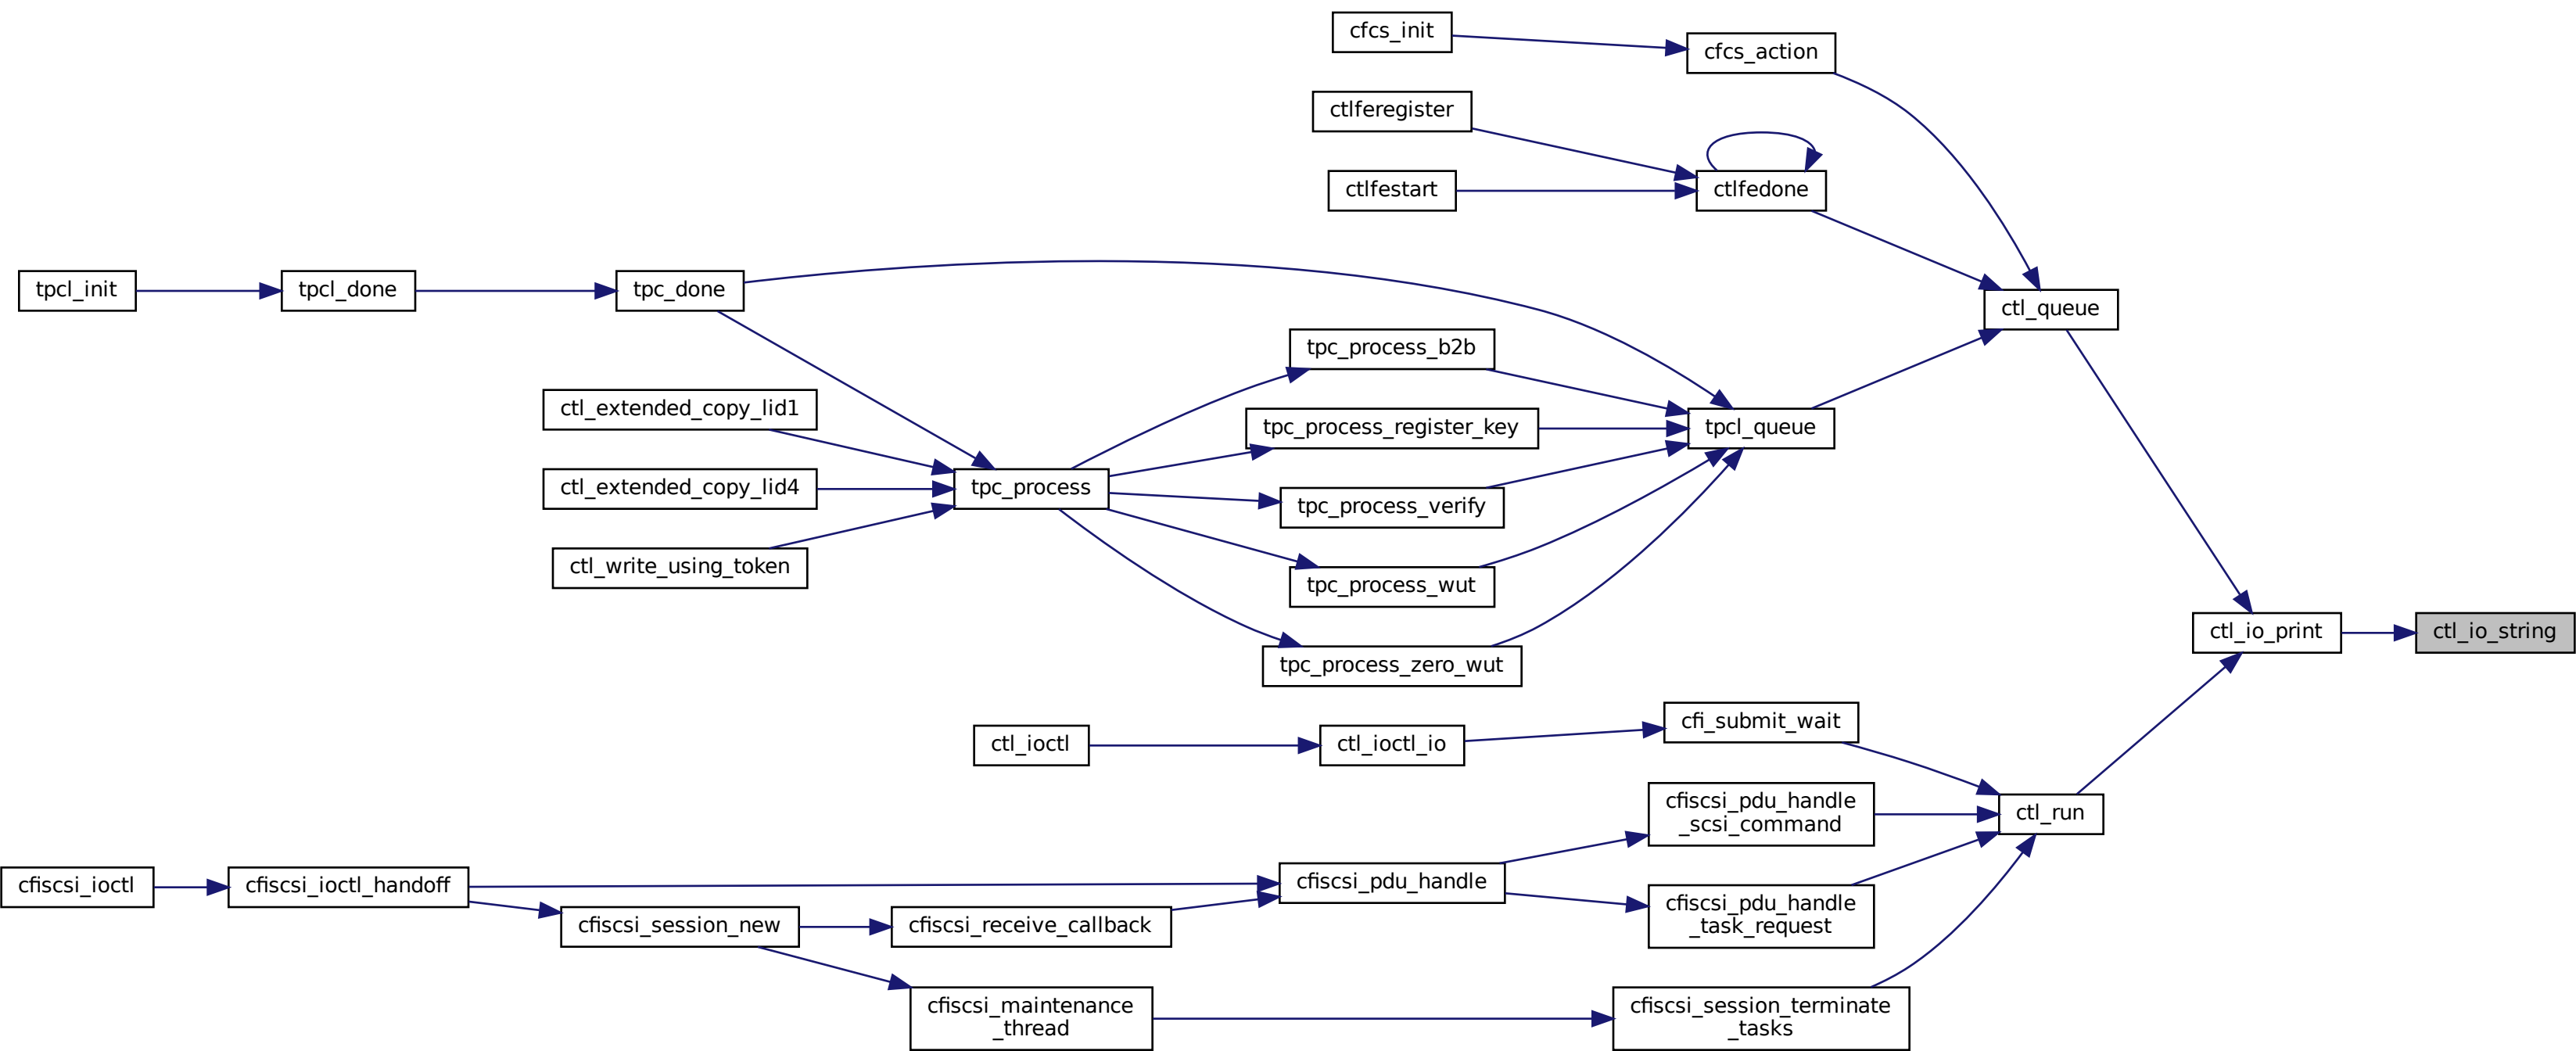 cfcs_init
cfcs_action
ctlferegister
ctlfestart
ctlfedone
tpcl_init
tpcl_done
tpc_done
ctl_queue
tpc_process_b2b
ctl_extended_copy_lid1
tpc_process_register_key
tpcl_queue
ctl_extended_copy_lid4
tpc_process
tpc_process_verify
ctl_write_using_token
tpc_process_wut
tpc_process_zero_wut
ctl_io_print
ctl_io_string
cfi_submit_wait
ctl_ioctl
ctl_ioctl_io
cfiscsi_pdu_handle
_scsi_command
ctl_run
cfiscsi_ioctl
cfiscsi_ioctl_handoff
cfiscsi_pdu_handle
cfiscsi_pdu_handle
_task_request
cfiscsi_session_new
cfiscsi_receive_callback
cfiscsi_maintenance
_thread
cfiscsi_session_terminate
_tasks